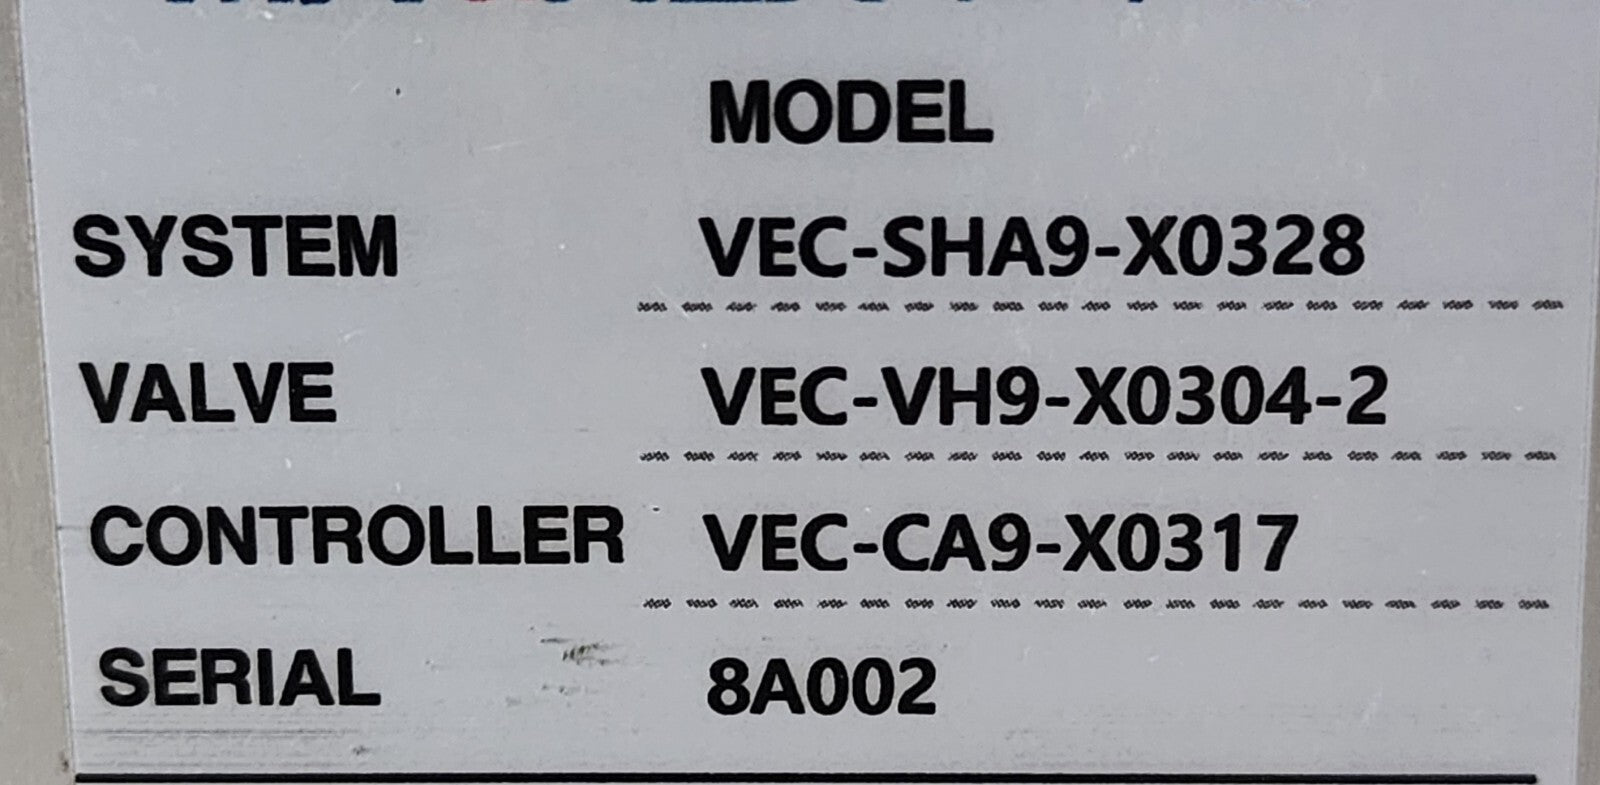 MODEL
SYSTEM VEC-SHA9-X0328
VALVE VEC-VH9-X0304-2
CONTROLLER VEC-CA9-X0317
SERIAL 8A002